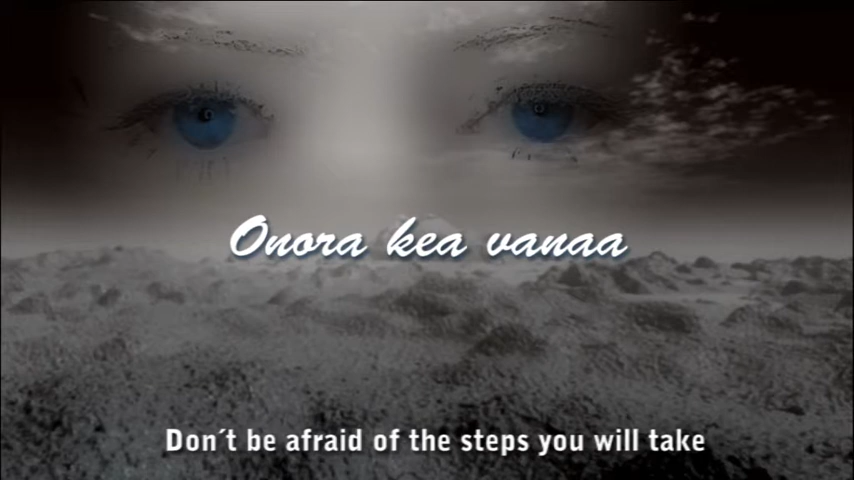 Onora kea vanaa
Don´t be afraid of the steps you will take